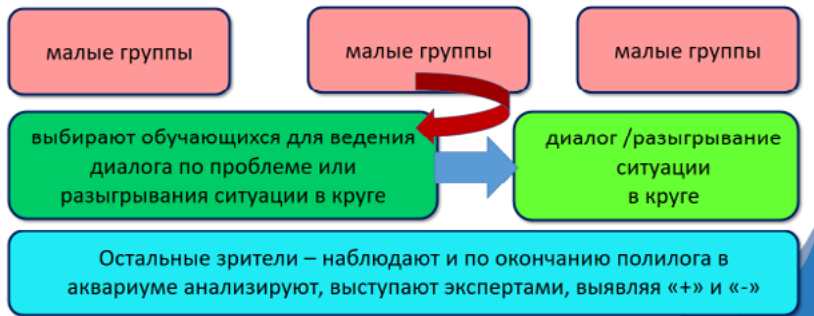 малые группы
малые группы
малые группы
выбирают обучающихся для ведения
диалога по проблеме или
разыгрывания ситуации в круге
диалог /разыгрывание
ситуации
в круге
Остальные зрители – наблюдают и по окончанию полилога в
аквариуме анализируют, выступают экспертами, выявляя «+» и «-»